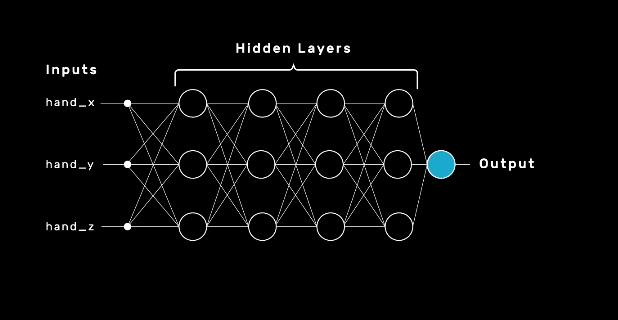 Hidden Layers
Inputs
hand_x
hand_y
Output
hand_z